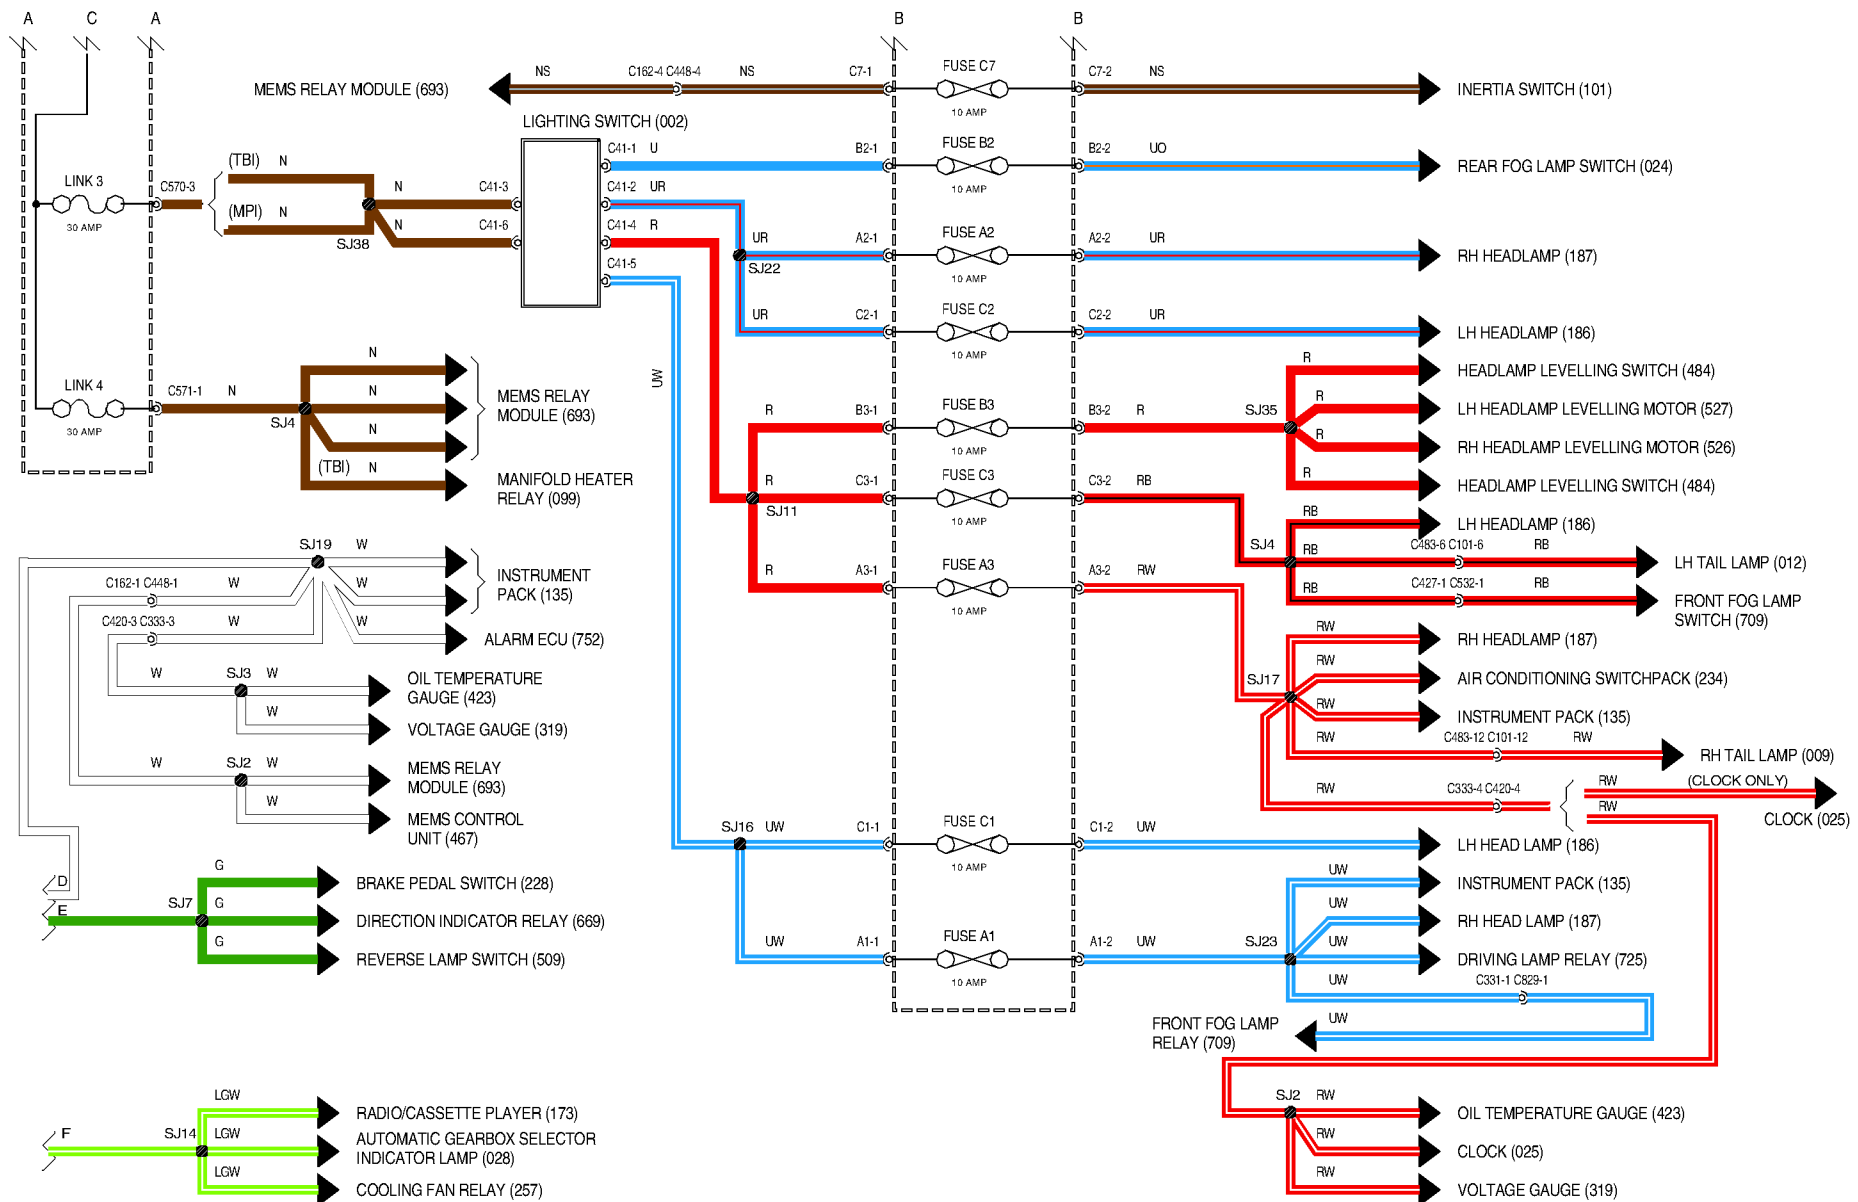 A C A B B
MEMS RELAY MODULE (693) NS C162-4 C448-4 NS C7-1 FUSE C7 10 AMP C7-2 NS INERTIA SWITCH (101)
LIGHTING SWITCH (002)
C41-1 U B2-1 FUSE B2 10 AMP B2-2 UO REAR FOG LAMP SWITCH (024)
LINK 3 30 AMP C570-3 (TBI) N (MPI) N SJ38 N C41-3 N C41-6
C41-2 UR
C41-4 R
C41-5
UR SJ22 A2-1 FUSE A2 10 AMP A2-2 UR RH HEADLAMP (187)
UR C2-1 FUSE C2 10 AMP C2-2 UR LH HEADLAMP (186)
UW
LINK 4 30 AMP C571-1 N SJ4
N
N
N
MEMS RELAY
MODULE (693)
(TBI) N MANIFOLD HEATER
RELAY (099)
R B3-1 FUSE B3 10 AMP B3-2 R SJ35
R HEADLAMP LEVELLING SWITCH (484)
R LH HEADLAMP LEVELLING MOTOR (527)
R RH HEADLAMP LEVELLING MOTOR (526)
R HEADLAMP LEVELLING SWITCH (484)
R SJ11 C3-1 FUSE C3 10 AMP C3-2 RB SJ4
RB LH HEADLAMP (186)
RB C483-6 C101-6 RB LH TAIL LAMP (012)
RB C427-1 C532-1 RB FRONT FOG LAMP
SWITCH (709)
R A3-1 FUSE A3 10 AMP A3-2 RW SJ17
RW RH HEADLAMP (187)
RW AIR CONDITIONING SWITCHPACK (234)
RW INSTRUMENT PACK (135)
RW C483-12 C101-12 RW RH TAIL LAMP (009)
RW C333-4 C420-4 RW (CLOCK ONLY) CLOCK (025)
RW
SJ19 W
W
INSTRUMENT
PACK (135)
C162-1 C448-1 W
C420-3 C333-3 W
W ALARM ECU (752)
W SJ3 W OIL TEMPERATURE
GAUGE (423)
W VOLTAGE GAUGE (319)
W SJ2 W MEMS RELAY
MODULE (693)
W MEMS CONTROL
UNIT (467)
SJ16 UW C1-1 FUSE C1 10 AMP C1-2 UW LH HEAD LAMP (186)
D
E SJ7
G BRAKE PEDAL SWITCH (228)
G DIRECTION INDICATOR RELAY (669)
G REVERSE LAMP SWITCH (509)
UW A1-1 FUSE A1 10 AMP A1-2 UW SJ23
UW INSTRUMENT PACK (135)
UW RH HEAD LAMP (187)
UW DRIVING LAMP RELAY (725)
UW C331-1 C829-1
UW FRONT FOG LAMP
RELAY (709)
F SJ14
LGW RADIO/CASSETTE PLAYER (173)
LGW AUTOMATIC GEARBOX SELECTOR
INDICATOR LAMP (028)
LGW COOLING FAN RELAY (257)
SJ2 RW OIL TEMPERATURE GAUGE (423)
RW CLOCK (025)
RW VOLTAGE GAUGE (319)